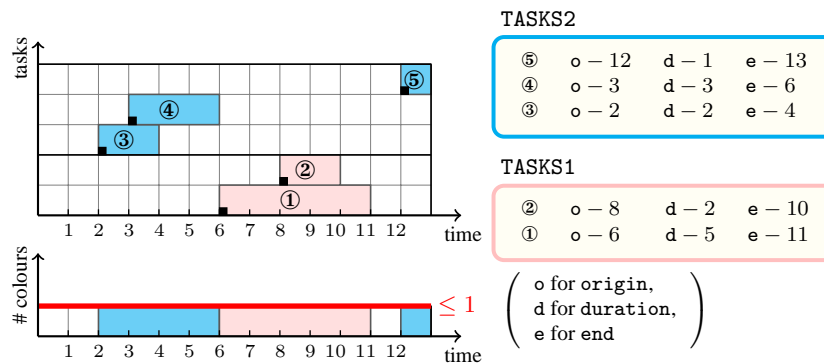 tasks
⑤
④
③
②
①
1 2 3 4 5 6 7 8 9 10 11 12
time
# colours
≤ 1
1 2 3 4 5 6 7 8 9 10 11 12
time
TASKS2
⑤ o − 12 d − 1 e − 13
④ o − 3 d − 3 e − 6
③ o − 2 d − 2 e − 4
TASKS1
② o − 8 d − 2 e − 10
① o − 6 d − 5 e − 11
( o for origin,
d for duration,
e for end )